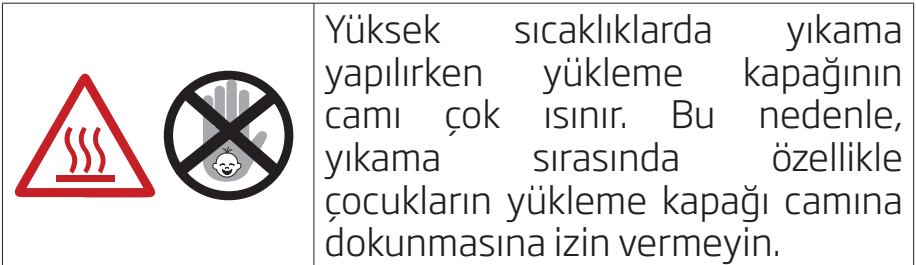 Yüksek sıcaklıklarda yıkama
yapılırken yükleme kapağının
camı çok ısınır. Bu nedenle,
yıkama sırasında özellikle
çocukların yükleme kapağı camına
dokunmasına izin vermeyin.